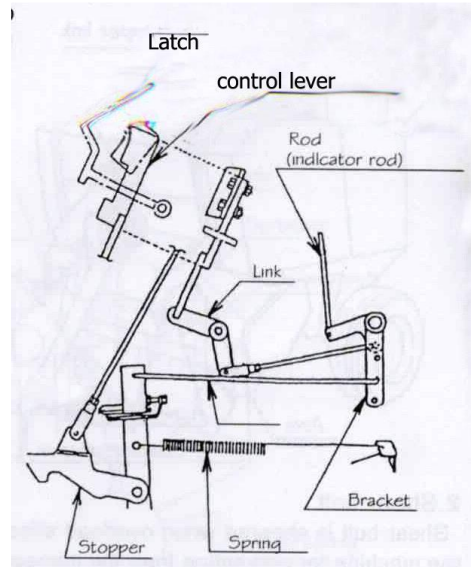 Latch
control lever
Rod
(indicator rod)
Link
Bracket
Spring
Stopper